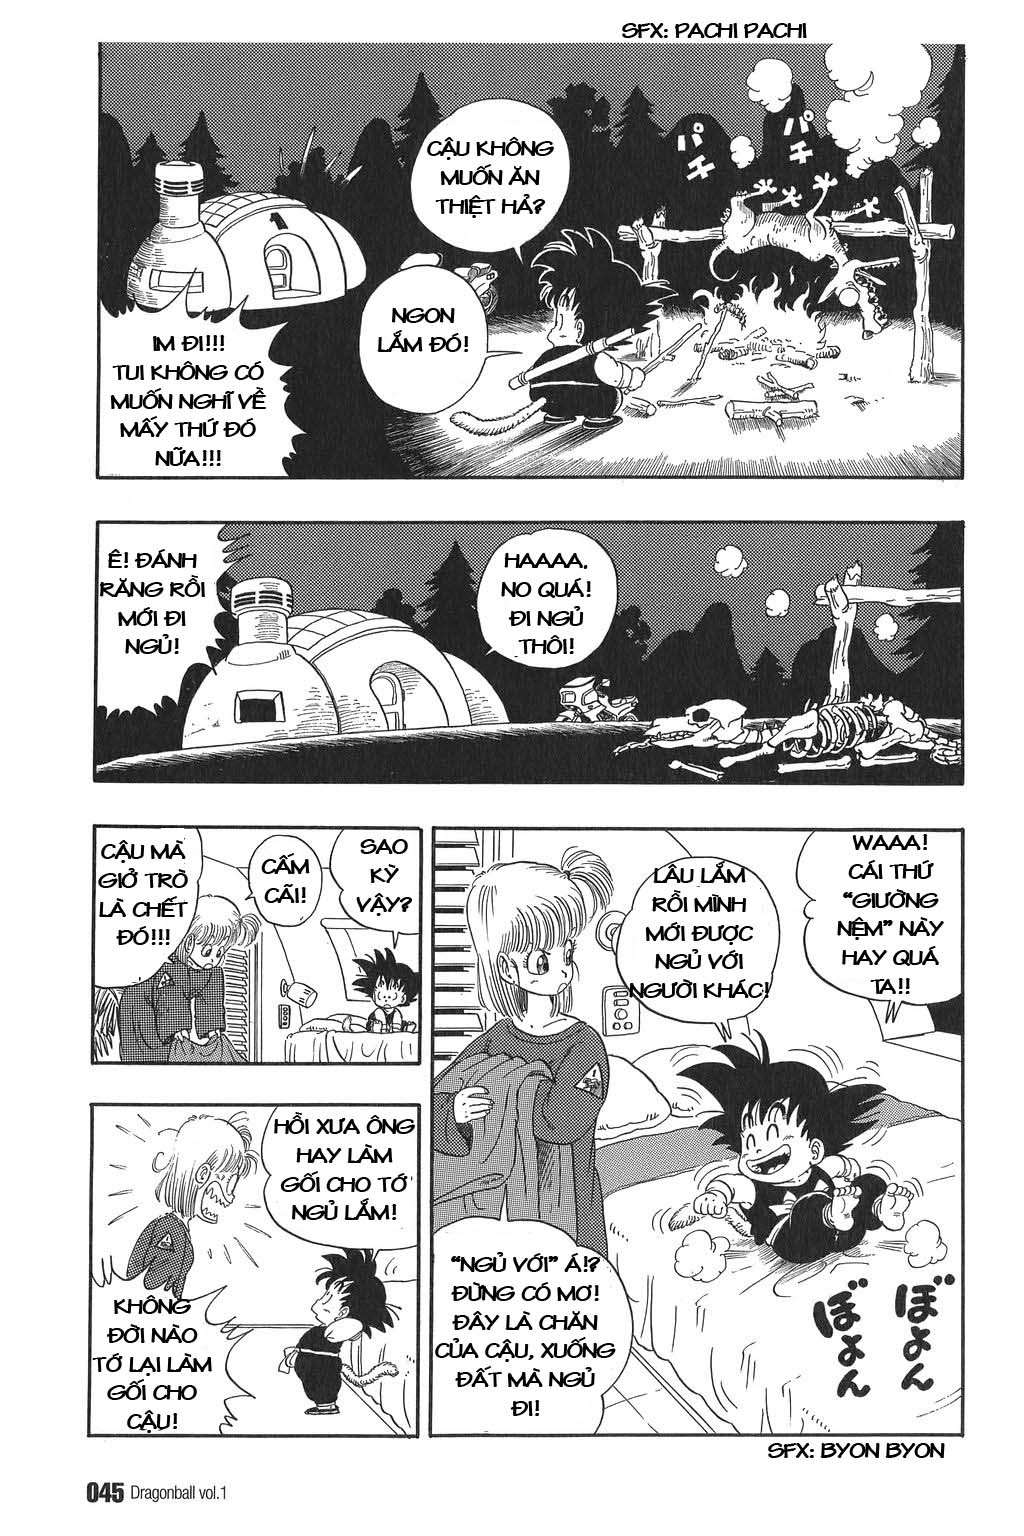 SFX: PACHI PACHI
パチ
パチ
CẬU KHÔNG
MUỐN ĂN
THIỆT HẢ?
NGON
LẮM ĐÓ!
1
IM ĐI!!!
TUI KHÔNG CÓ
MUỐN NGHĨ VỀ
MẤY THỨ ĐÓ
NỮA!!!
HAAAA,
NO QUÁ!
ĐI NGỦ
THÔI!
Ê! ĐÁNH
RĂNG RỒI
MỚI ĐI
NGỦ!
WAAA!
CÁI THỨ
“GIƯỜNG
NỆM” NÀY
HAY QUÁ
TA!!
LÂU LẮM
RỒI MÌNH
MỚI ĐƯỢC
NGỦ VỚI
NGƯỜI KHÁC!
“NGỦ VỚI” Á!?
ĐỪNG CÓ MƠ!
ĐÂY LÀ CHĂN
CỦA CẬU, XUỐNG
ĐẤT MÀ NGỦ
ĐI!
ぼよん
ぼよん
SFX: BYON BYON
SAO
KỲ
VẬY?
CẤM
CÃI!
CẬU MÀ
GIỞ TRÒ
LÀ CHẾT
ĐÓ!!!
HỒI XƯA ÔNG
HAY LÀM
GỐI CHO TỚ
NGỦ LẮM!
KHÔNG
ĐỜI NÀO
TỚ LẠI LÀM
GỐI CHO
CẬU!
045 Dragonball vol.1